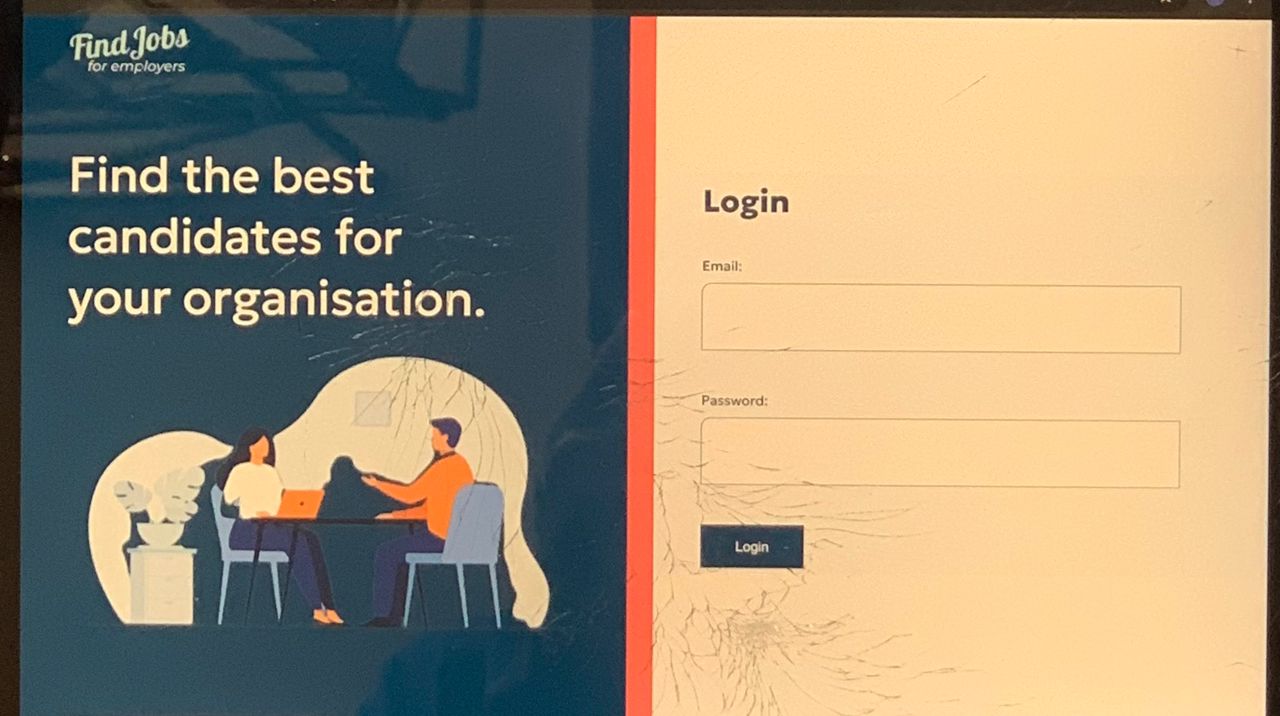 Find Jobs
for employers
Find the best
candidates for
your organisation.
Login
Email:
Password:
Login